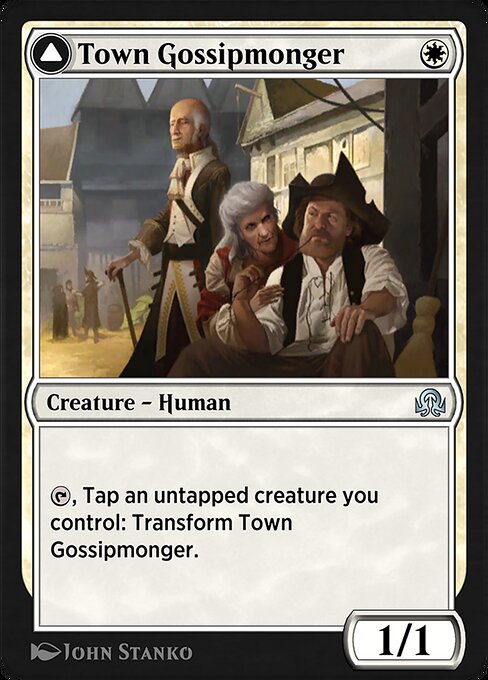 Town Gossipmonger
Creature – Human
, Tap an untapped creature you
control: Transform Town
Gossipmonger.
1/1
John Stanko